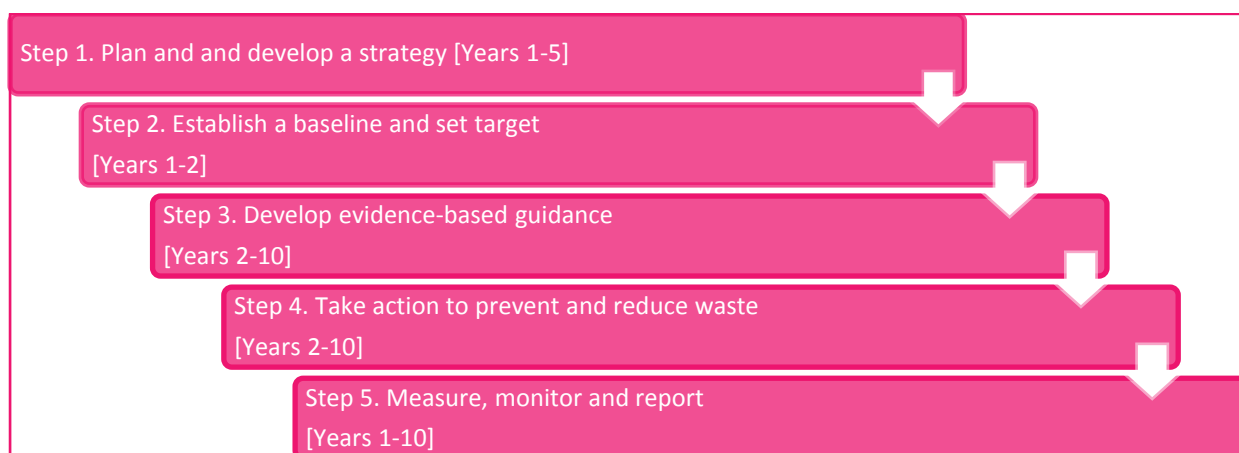 Step 1. Plan and and develop a strategy [Years 1-5]
Step 2. Establish a baseline and set target
[Years 1-2]
Step 3. Develop evidence-based guidance
[Years 2-10]
Step 4. Take action to prevent and reduce waste
[Years 2-10]
Step 5. Measure, monitor and report
[Years 1-10]